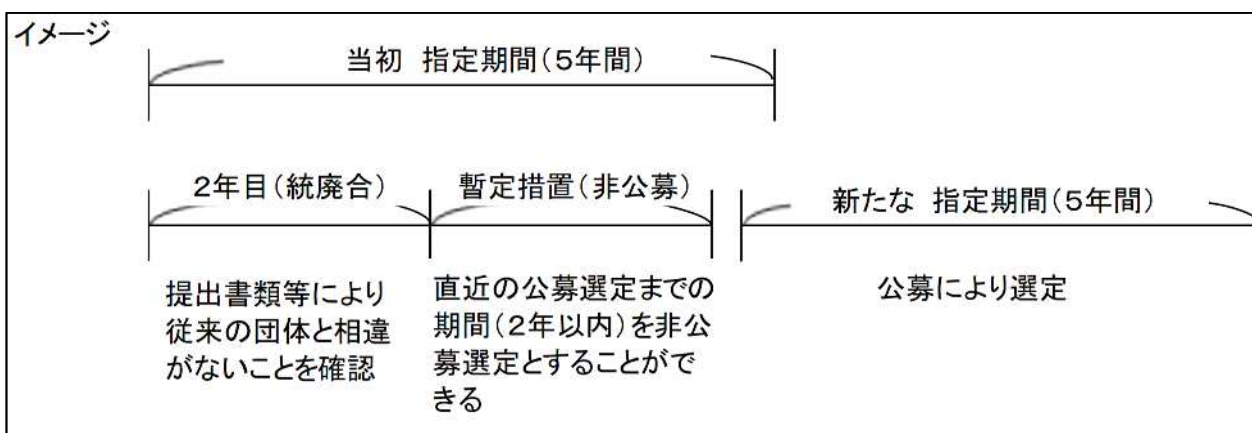 イメージ
当初 指定期間(5年間)
2年目(統廃合)
暫定措置(非公募)
新たな 指定期間(5年間)
提出書類等により
従来の団体と相違
がないことを確認
直近の公募選定までの
期間(2年以内)を非公
募選定とすることがで
きる
公募により選定